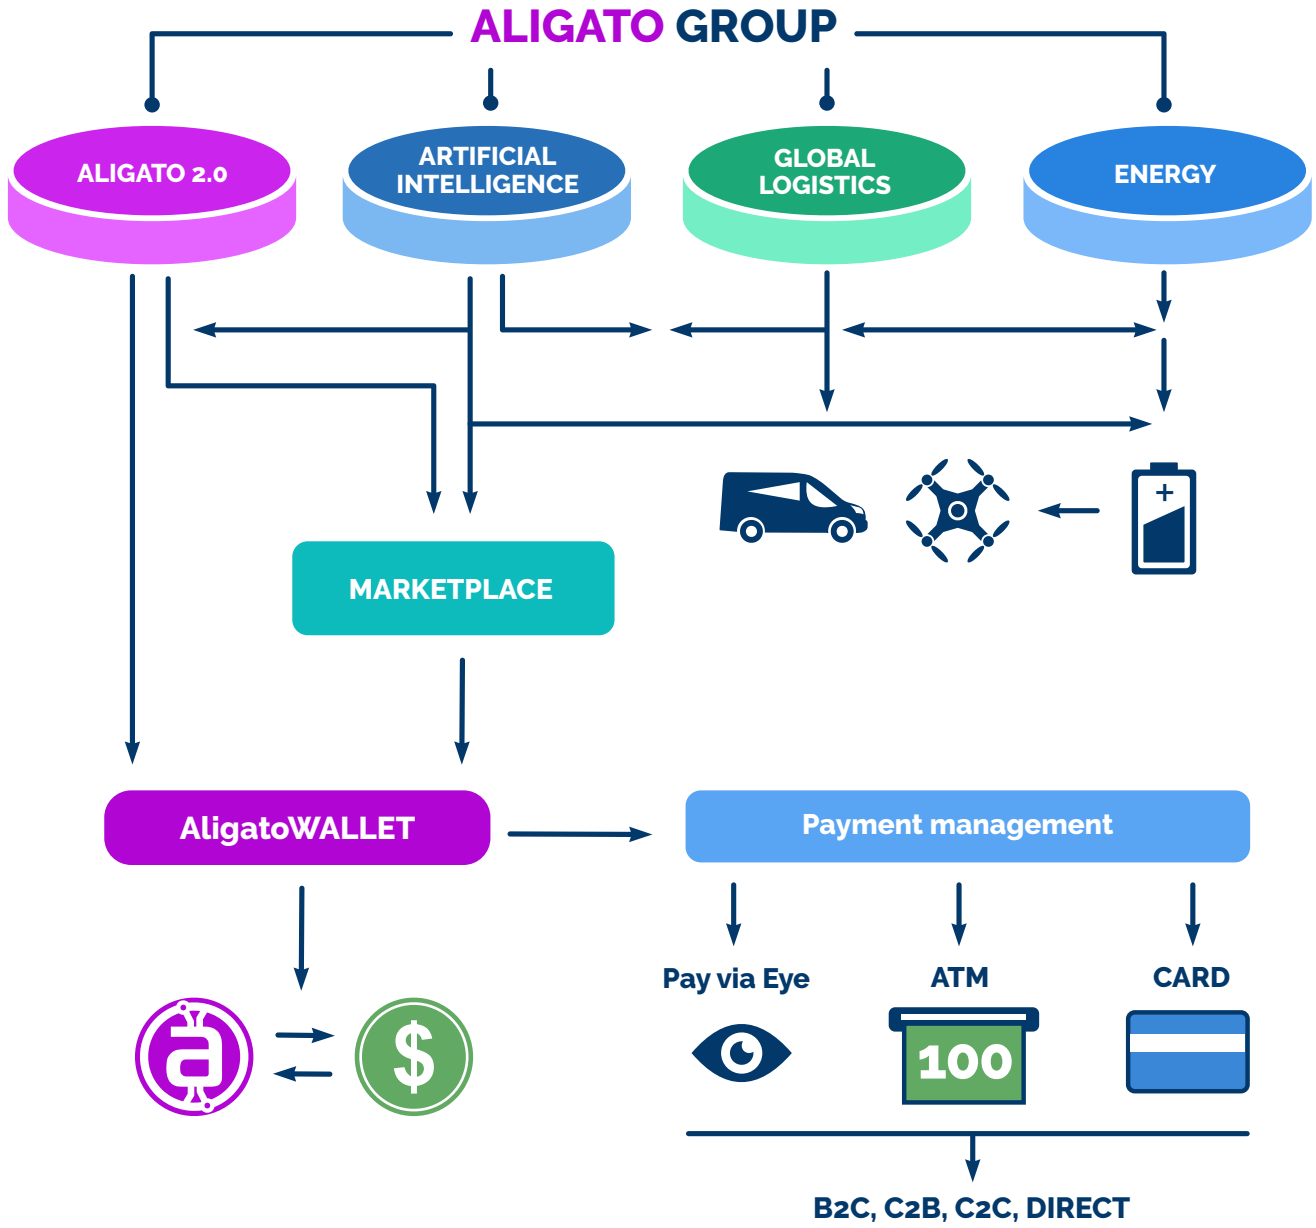 ALIGATO GROUP
ALIGATO 2.0
ARTIFICIAL
INTELLIGENCE
GLOBAL
LOGISTICS
ENERGY
+
MARKETPLACE
AligatoWALLET
Payment management
Pay via Eye
ATM
CARD
a
$
100
B2C, C2B, C2C, DIRECT